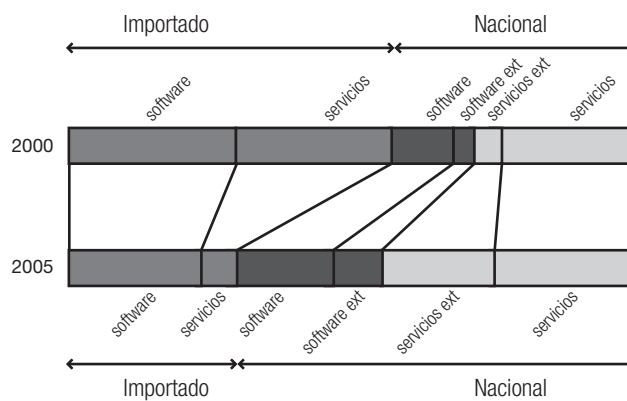 Importado Nacional
software servicios software software ext servicios ext servicios
2000
2005
software servicios software software ext servicios ext servicios
Importado Nacional